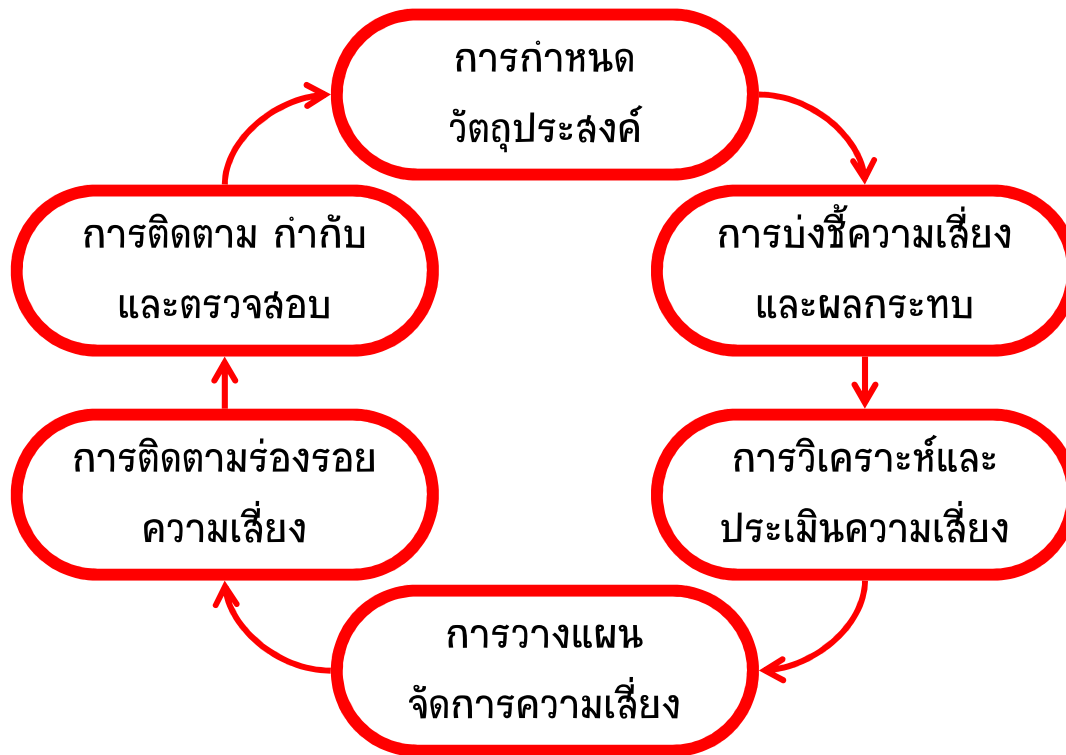 การกำหนด
วัตถุประสงค์
การบ่งชี้ความเสี่ยง
และผลกระทบ
การวิเคราะห์และ
ประเมินความเสี่ยง
การวางแผน
จัดการความเสี่ยง
การติดตามร่องรอย
ความเสี่ยง
การติดตาม กำกับ
และตรวจสอบ